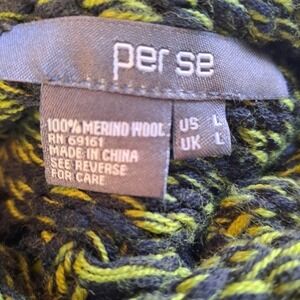 per se
100% MERINO WOOL
RN 69161
MADE IN CHINA
SEE REVERSE
FOR CARE
US L
UK L